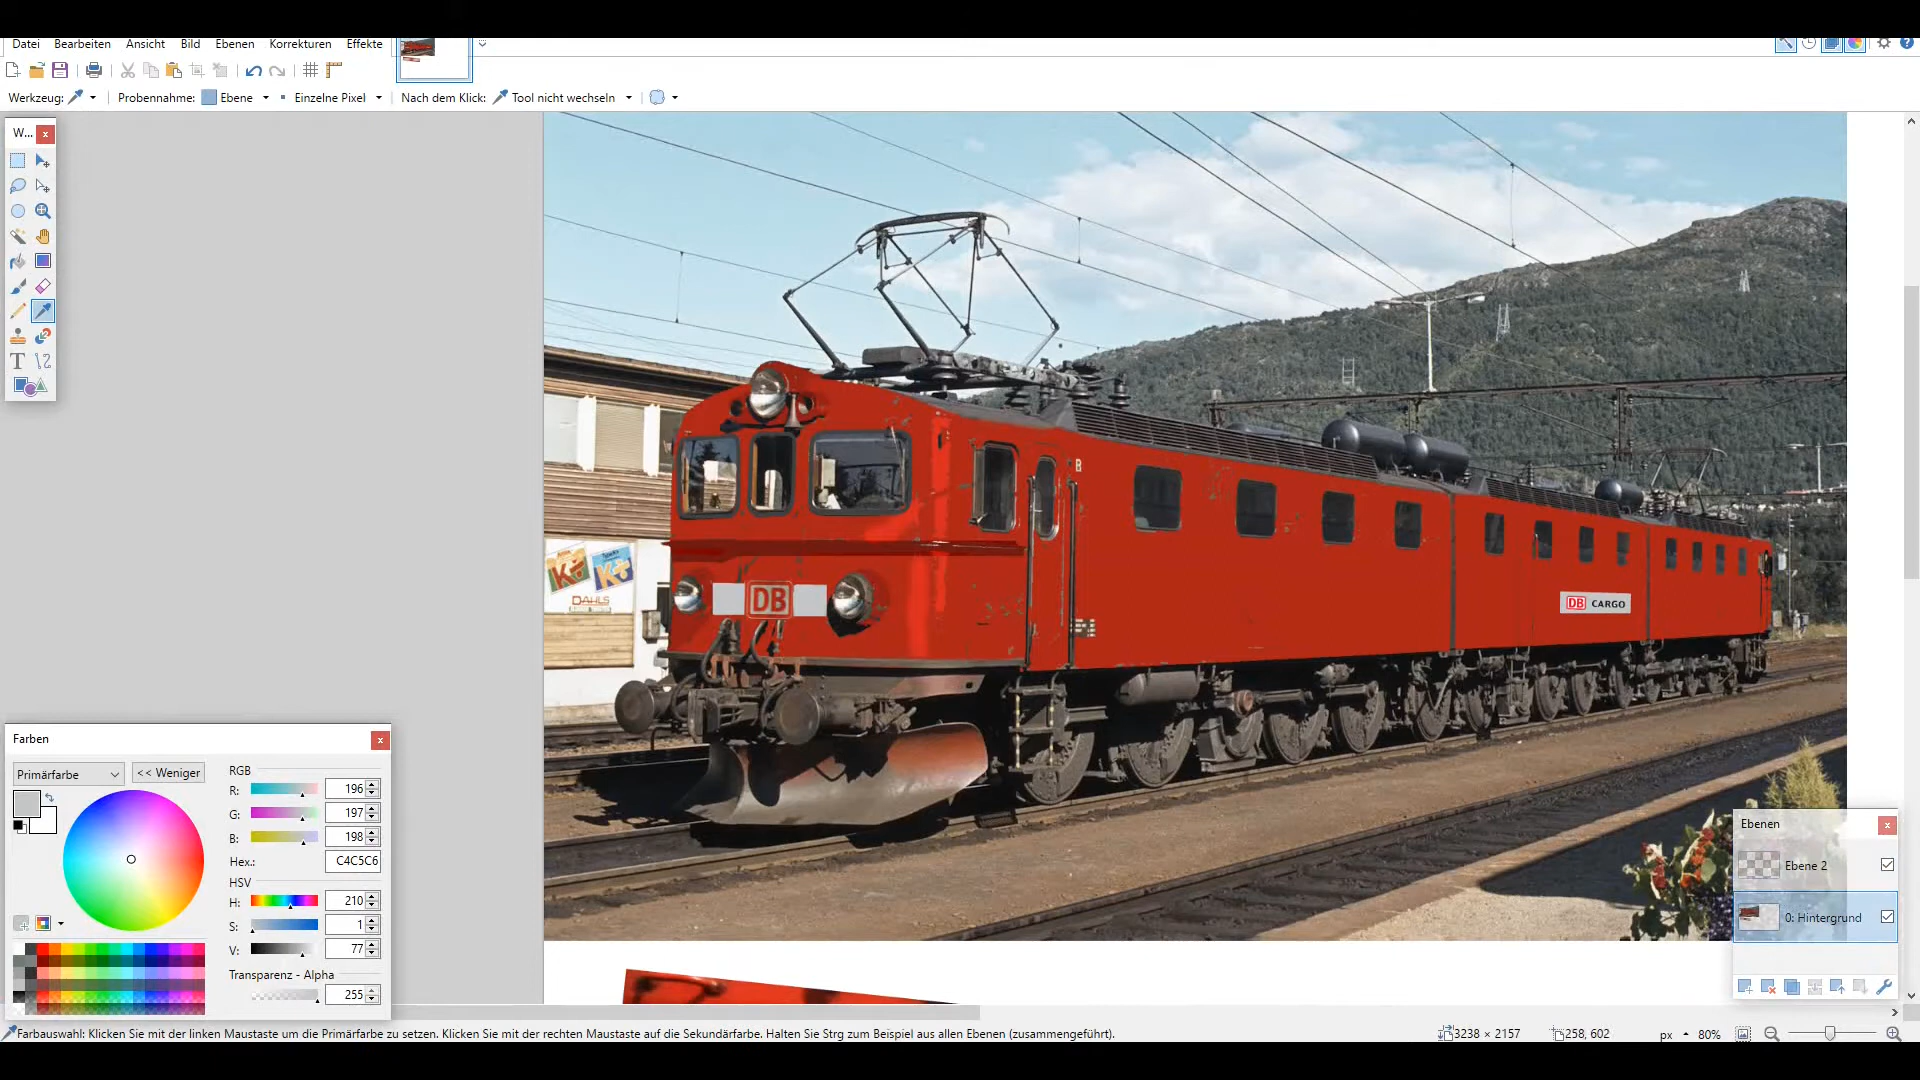 Datei Bearbeiten Ansicht Bild Ebenen Korrekturen Effekte
Werkzeug: Probennahme: Ebene Einzelne Pixel Nach dem Klick: Tool nicht wechseln
W...
DAHLS
B
DB
DB CARGO
Farben
Primärfarbe
<< Weniger
RGB
R: 196
G: 197
B: 198
Hex.: C4C5C6
HSV
H: 210
S: 1
V: 77
Transparenz - Alpha
255
Ebenen
Ebene 2
0: Hintergrund
Farbauswahl: Klicken Sie mit der linken Maustaste um die Primärfarbe zu setzen. Klicken Sie mit der rechten Maustaste auf die Sekundärfarbe. Halten Sie Strg zum Beispiel aus allen Ebenen (zusammengeführt).
3238 × 2157 258, 602 px 80%